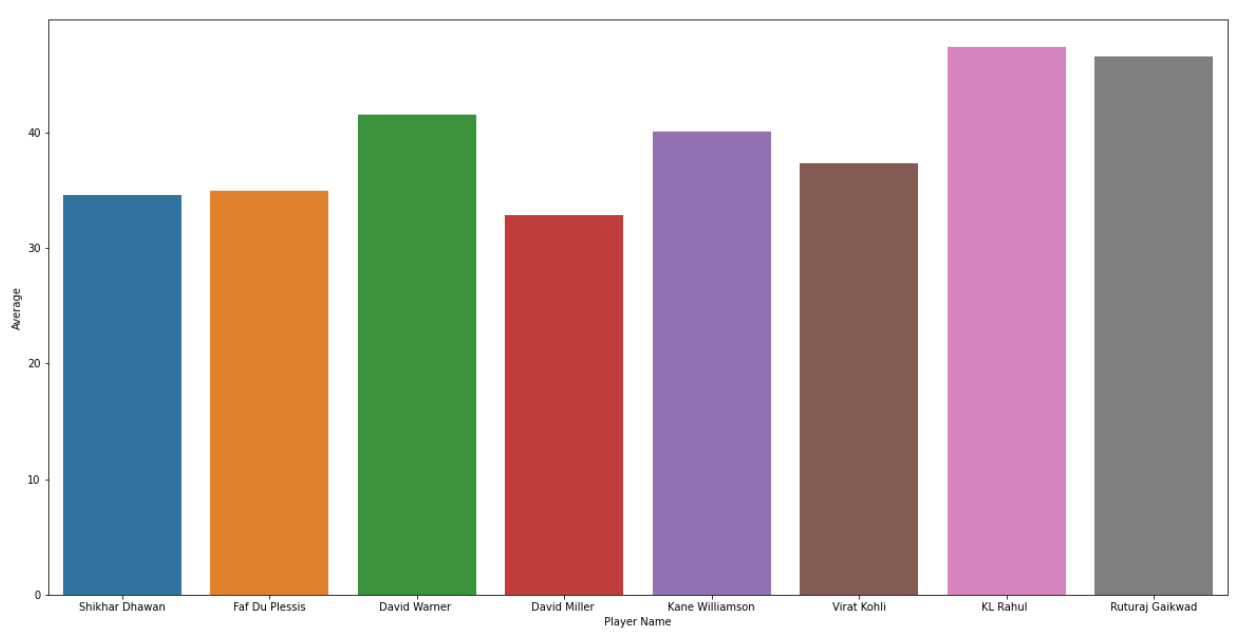 40
30
20
10
0
Average
Shikhar Dhawan Faf Du Plessis David Warner David Miller Kane Williamson Virat Kohli KL Rahul Ruturaj Gaikwad
Player Name